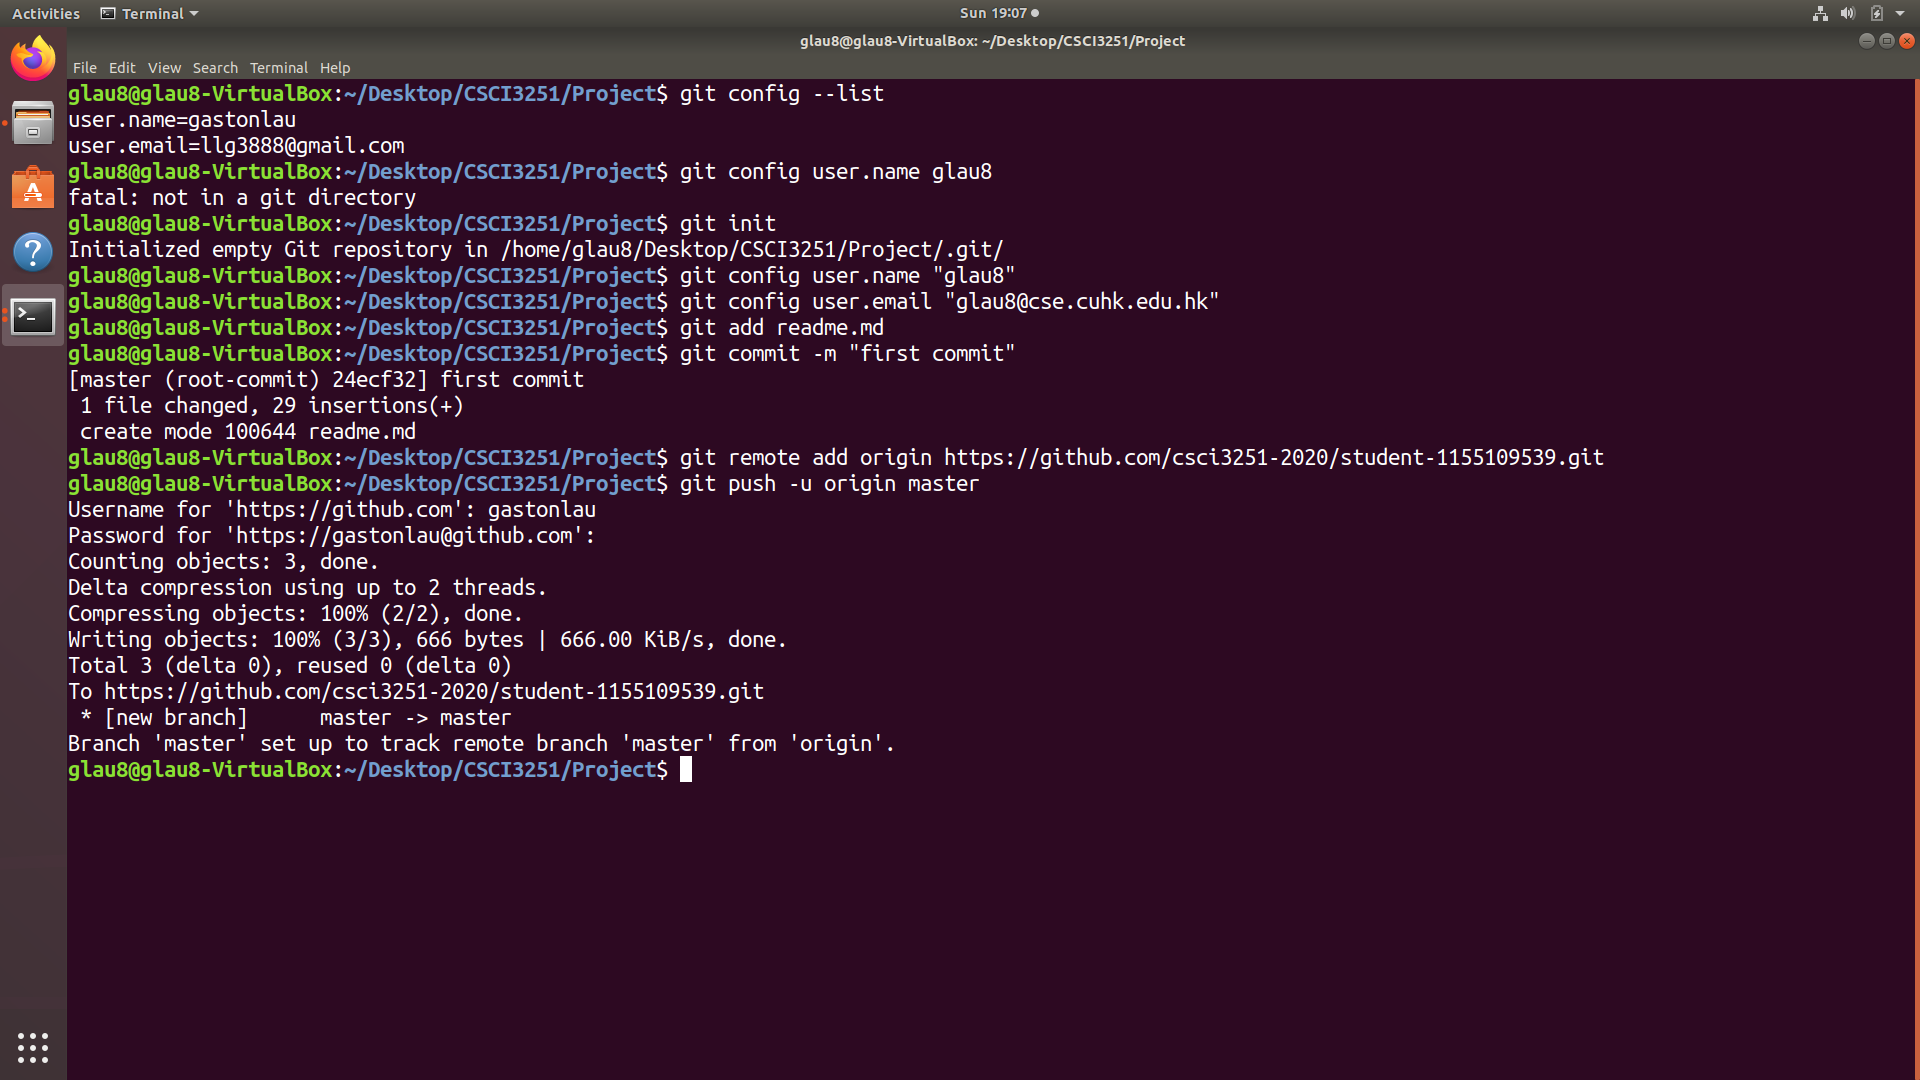 Activities Terminal Sun 19:07
glau8@glau8-VirtualBox: ~/Desktop/CSCI3251/Project
File Edit View Search Terminal Help
glau8@glau8-VirtualBox:~/Desktop/CSCI3251/Project$ git config --list
user.name=gastonlau
user.email=llg3888@gmail.com
glau8@glau8-VirtualBox:~/Desktop/CSCI3251/Project$ git config user.name glau8
fatal: not in a git directory
glau8@glau8-VirtualBox:~/Desktop/CSCI3251/Project$ git init
Initialized empty Git repository in /home/glau8/Desktop/CSCI3251/Project/.git/
glau8@glau8-VirtualBox:~/Desktop/CSCI3251/Project$ git config user.name "glau8"
glau8@glau8-VirtualBox:~/Desktop/CSCI3251/Project$ git config user.email "glau8@cse.cuhk.edu.hk"
glau8@glau8-VirtualBox:~/Desktop/CSCI3251/Project$ git add readme.md
glau8@glau8-VirtualBox:~/Desktop/CSCI3251/Project$ git commit -m "first commit"
[master (root-commit) 24ecf32] first commit
 1 file changed, 29 insertions(+)
 create mode 100644 readme.md
glau8@glau8-VirtualBox:~/Desktop/CSCI3251/Project$ git remote add origin https://github.com/csci3251-2020/student-1155109539.git
glau8@glau8-VirtualBox:~/Desktop/CSCI3251/Project$ git push -u origin master
Username for 'https://github.com': gastonlau
Password for 'https://gastonlau@github.com':
Counting objects: 3, done.
Delta compression using up to 2 threads.
Compressing objects: 100% (2/2), done.
Writing objects: 100% (3/3), 666 bytes | 666.00 KiB/s, done.
Total 3 (delta 0), reused 0 (delta 0)
To https://github.com/csci3251-2020/student-1155109539.git
 * [new branch]      master -> master
Branch 'master' set up to track remote branch 'master' from 'origin'.
glau8@glau8-VirtualBox:~/Desktop/CSCI3251/Project$